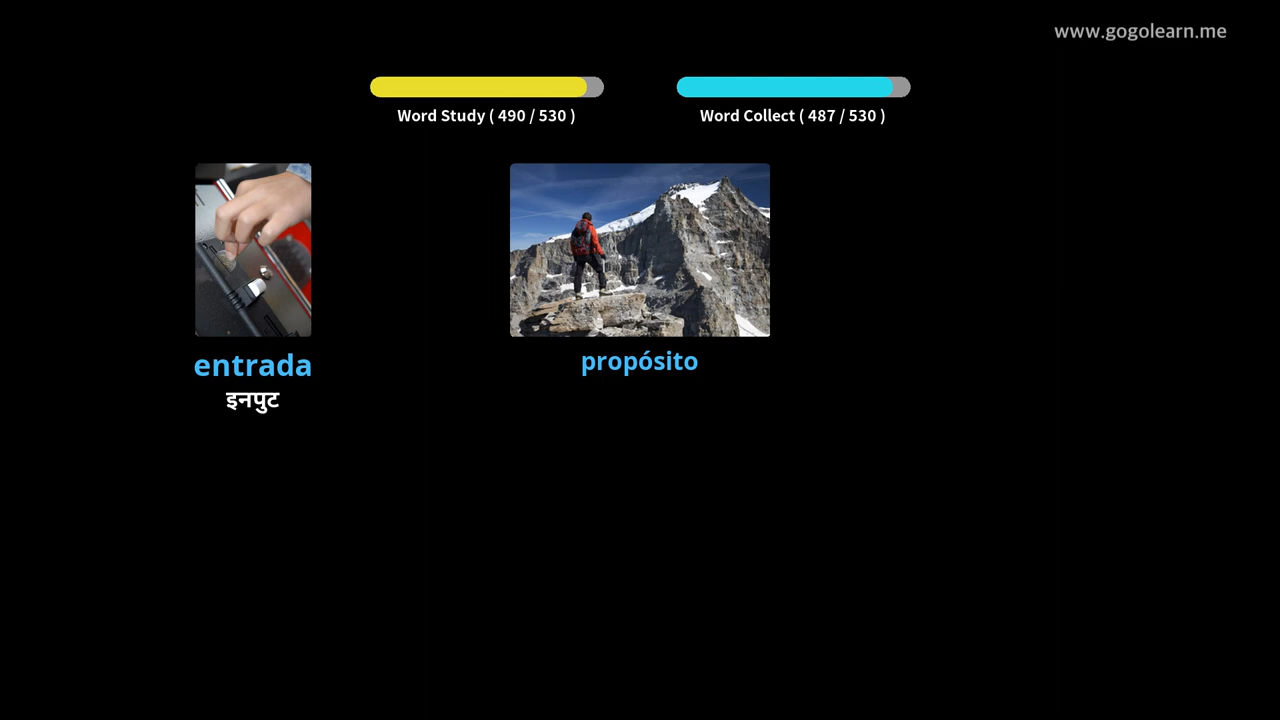 www.gogolearn.me
Word Study ( 490 / 530 )
Word Collect ( 487 / 530 )
entrada
इनपुट
propósito